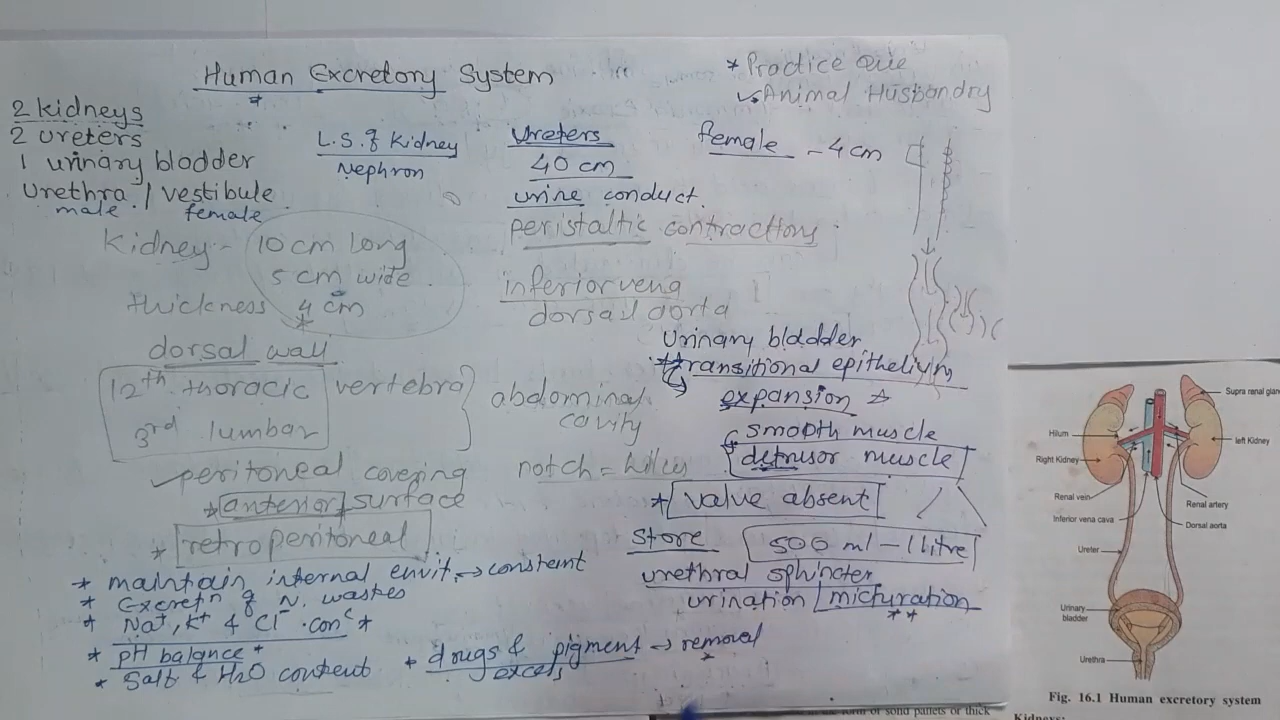 Human Excretory System
* Practice Que
Animal Husbandry
2 kidneys
2 ureters
1 urinary bladder
Urethra / vestibule
male female
L.S. of Kidney
Nephron
Ureters
40 cm
urine conduct.
peristaltic contractions
female - 4 cm
Kidney - 10 cm long
5 cm wide
thickness 4 cm
inferior vena
dorsal aorta
dorsal wall
12th thoracic vertebra
3rd lumbar
abdominal
cavity
peritoneal covering
* anterior surface
* retroperitoneal
notch = hilus
Urinary bladder
transitional epithelium
expansion
smooth muscle
detrusor muscle
* valve absent
store 500 ml - 1 litre
urethral sphincter
urination / micturation
* *
* maintain internal envit. → constent
* Excretn of N. wastes
* Na+, K+ & Cl- conc *
* pH balance *
* Salt & H2O content
* drugs & pigment → removal
excess
Supra renal glan
Hilum
left Kidney
Right Kidney
Renal vein
Renal artery
Inferior vena cava
Dorsal aorta
Ureter
Urinary
bladder
Urethra
Fig. 16.1 Human excretory system
Kidneys: